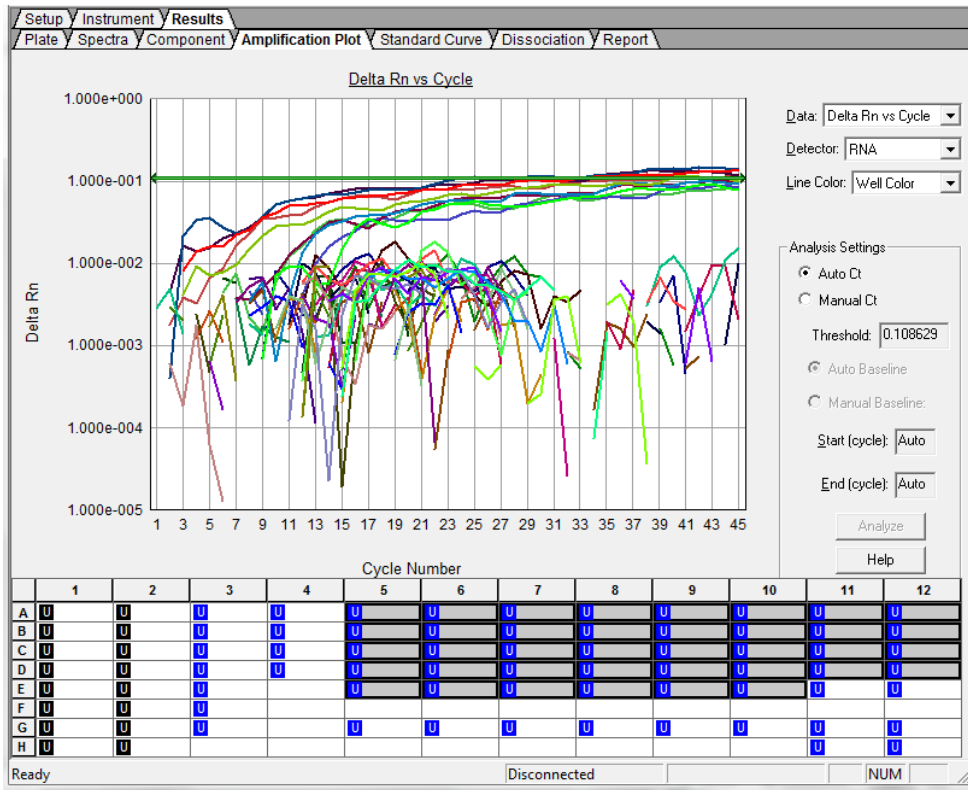 Setup Instrument Results
Plate Spectra Component Amplification Plot Standard Curve Dissociation Report
Delta Rn vs Cycle
1.000e+000
1.000e-001
1.000e-002
1.000e-003
1.000e-004
1.000e-005
Delta Rn
1 3 5 7 9 11 13 15 17 19 21 23 25 27 29 31 33 35 37 39 41 43 45
Cycle Number
Data: Delta Rn vs Cycle
Detector: RNA
Line Color: Well Color
Analysis Settings
Auto Ct
Manual Ct
Threshold: 0.108629
Auto Baseline
Manual Baseline:
Start (cycle): Auto
End (cycle): Auto
Analyze
Help
1 2 3 4 5 6 7 8 9 10 11 12
A U U U U U U U U U U U U
B U U U U U U U U U U U U
C U U U U U U U U U U U U
D U U U U U U U U U U U U
E U U U U U U U U U U U
F U U U
G U U U U U U U U U U U
H U U U U
Ready Disconnected NUM